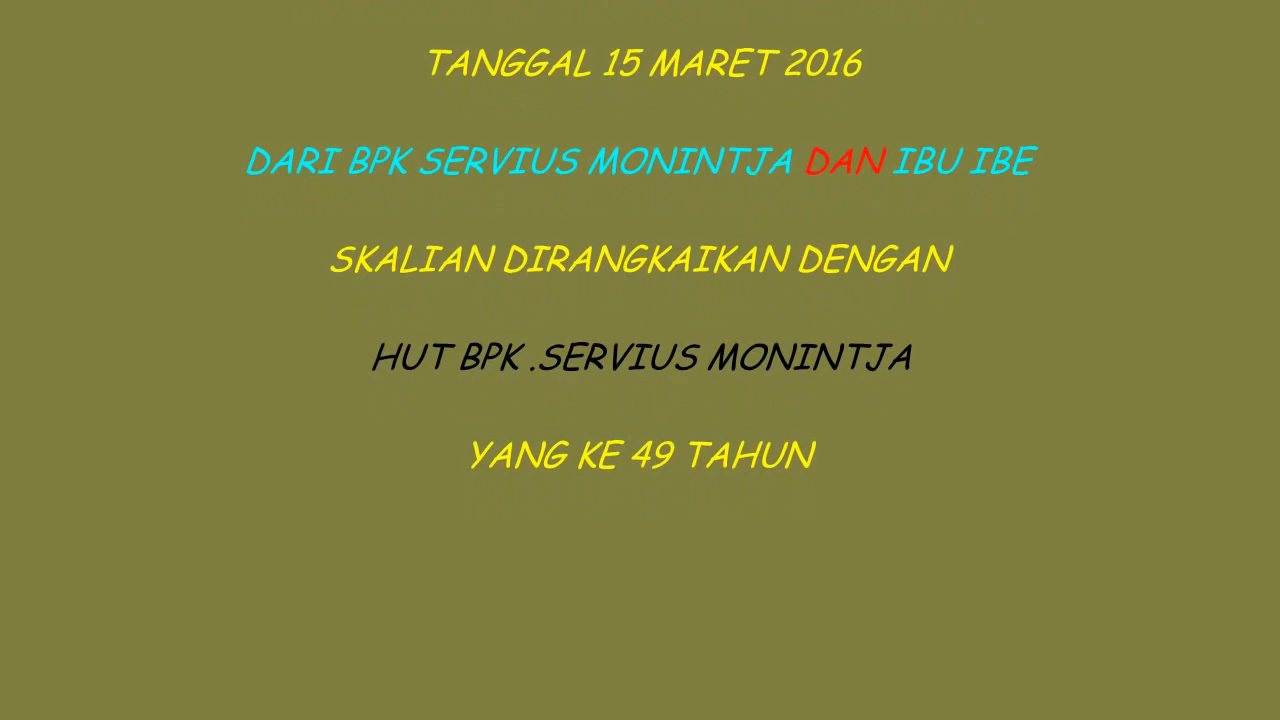 TANGGAL 15 MARET 2016
DARI BPK SERVIUS MONINTJA DAN IBU IBE
SKALIAN DIRANGKAIKAN DENGAN
HUT BPK .SERVIUS MONINTJA
YANG KE 49 TAHUN